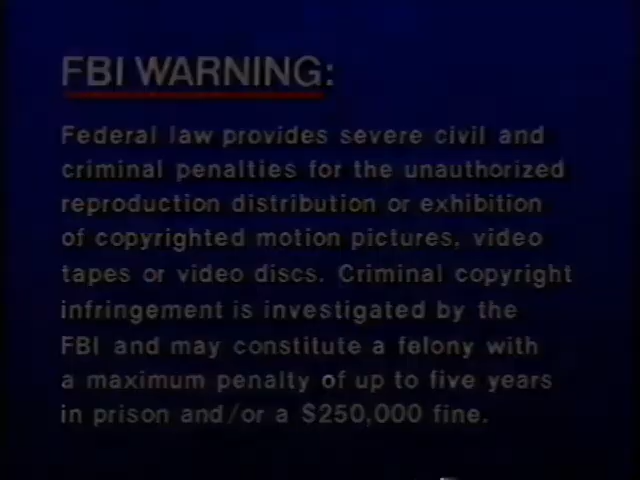 FBI WARNING:
Federal law provides severe civil and
criminal penalties for the unauthorized
reproduction distribution or exhibition
of copyrighted motion pictures, video
tapes or video discs. Criminal copyright
infringement is investigated by the
FBI and may constitute a felony with
a maximum penalty of up to five years
in prison and/or a $250,000 fine.